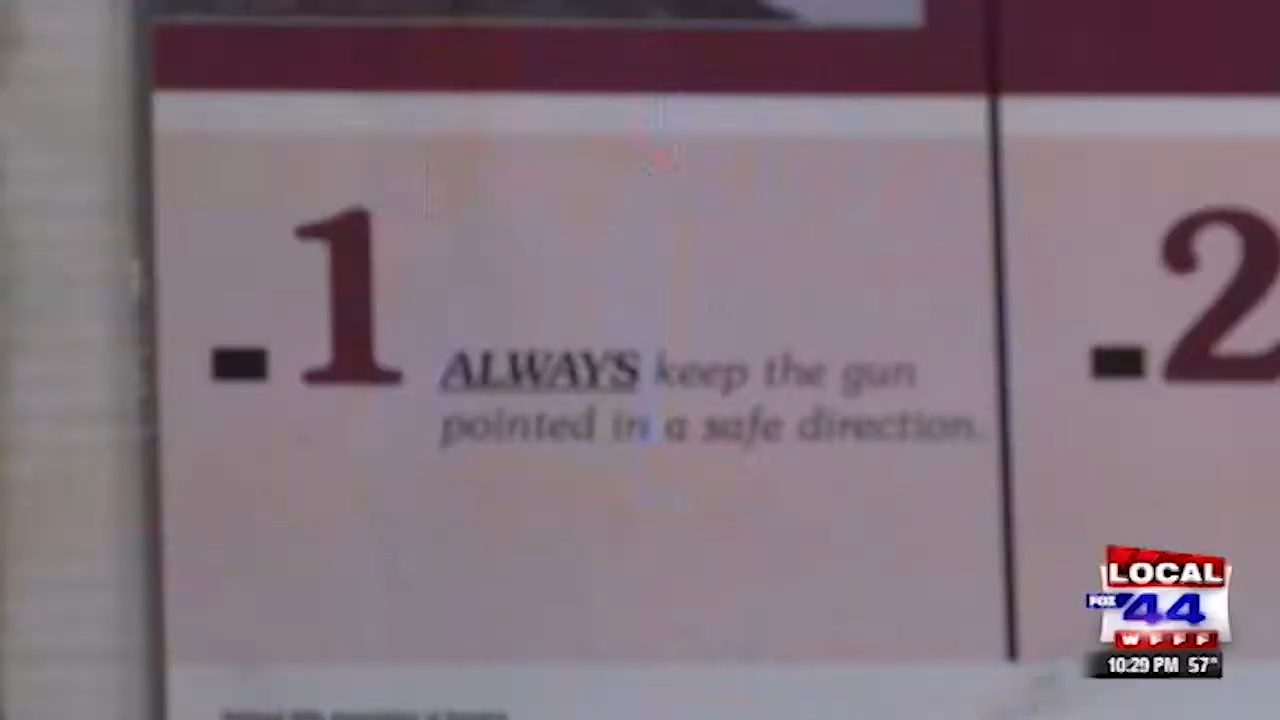 1
ALWAYS keep the gun
pointed in a safe direction.
2
LOCAL
FOX 44
WFFF
10:29 PM 57°